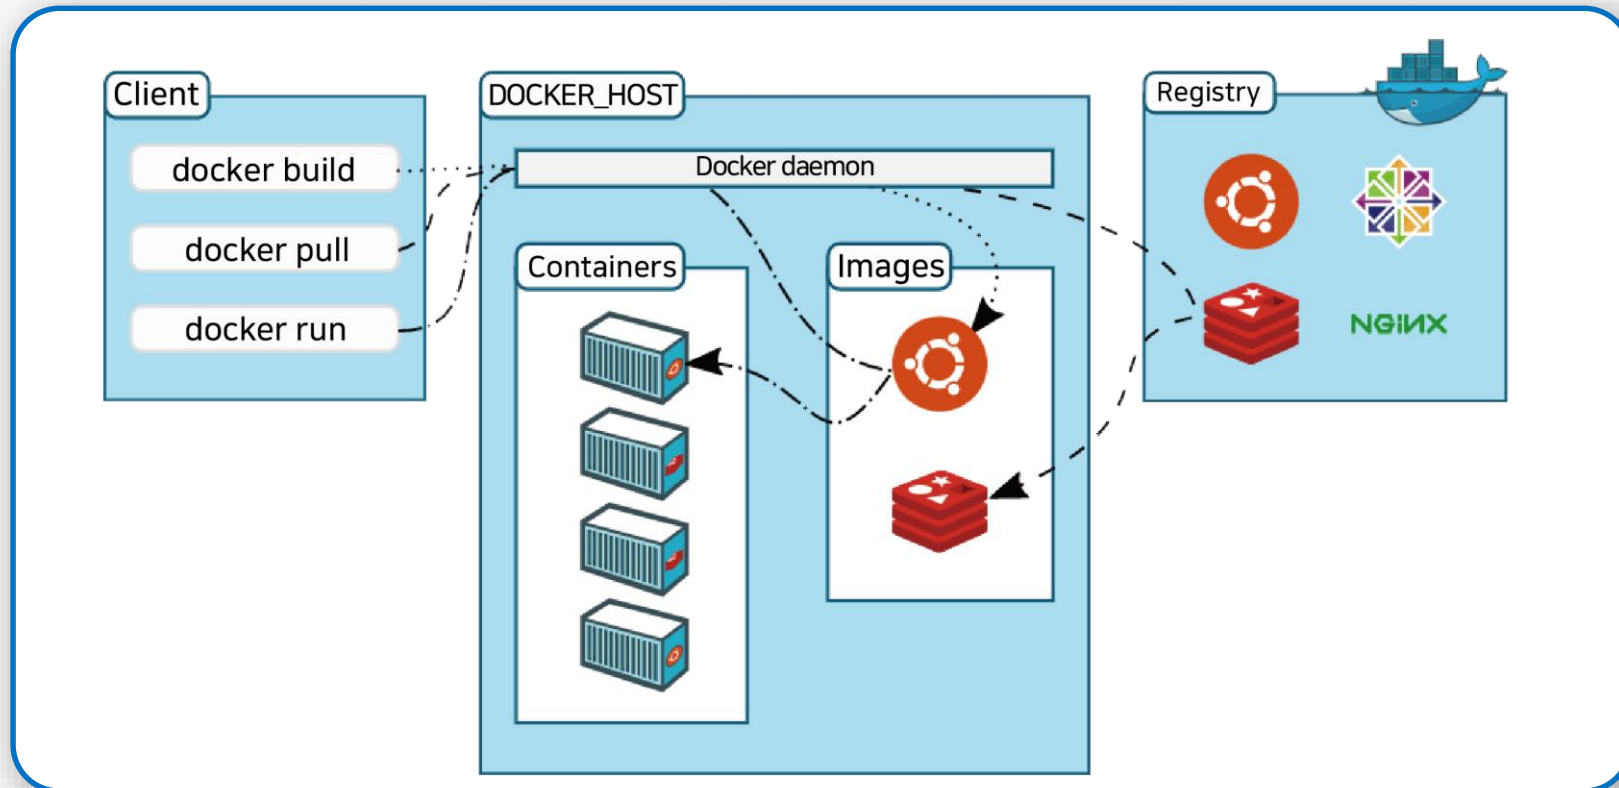 Client
docker build
docker pull
docker run
DOCKER_HOST
Docker daemon
Containers
Images
Registry
NGiNX